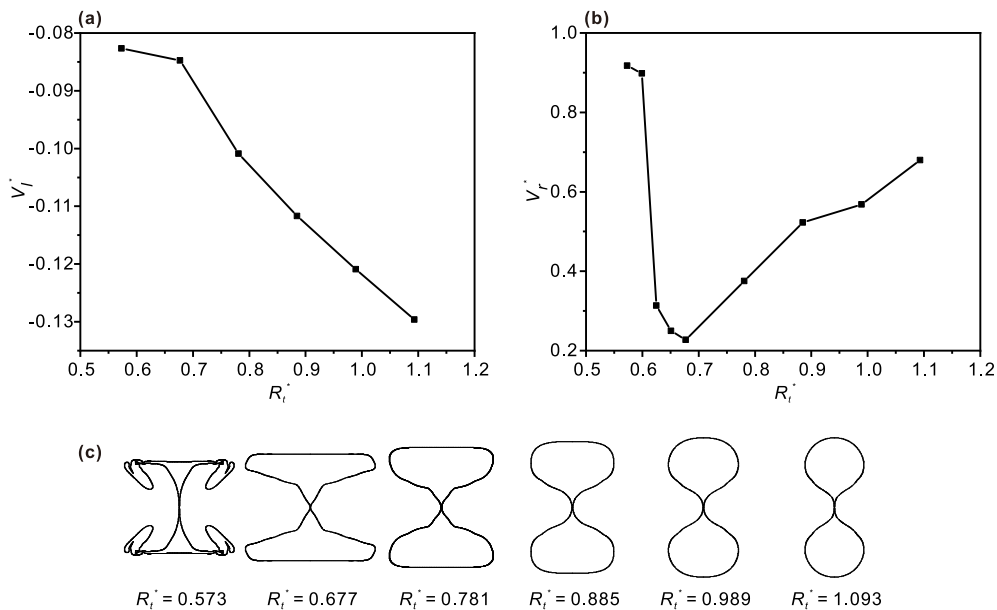 (a)
-0.08
-0.09
-0.10
-0.11
-0.12
-0.13
V_l^*
0.5 0.6 0.7 0.8 0.9 1.0 1.1 1.2
R_t^*
(b)
1.0
0.8
0.6
0.4
0.2
V_r^*
0.5 0.6 0.7 0.8 0.9 1.0 1.1 1.2
R_t^*
(c)
R_t^* = 0.573 R_t^* = 0.677 R_t^* = 0.781 R_t^* = 0.885 R_t^* = 0.989 R_t^* = 1.093